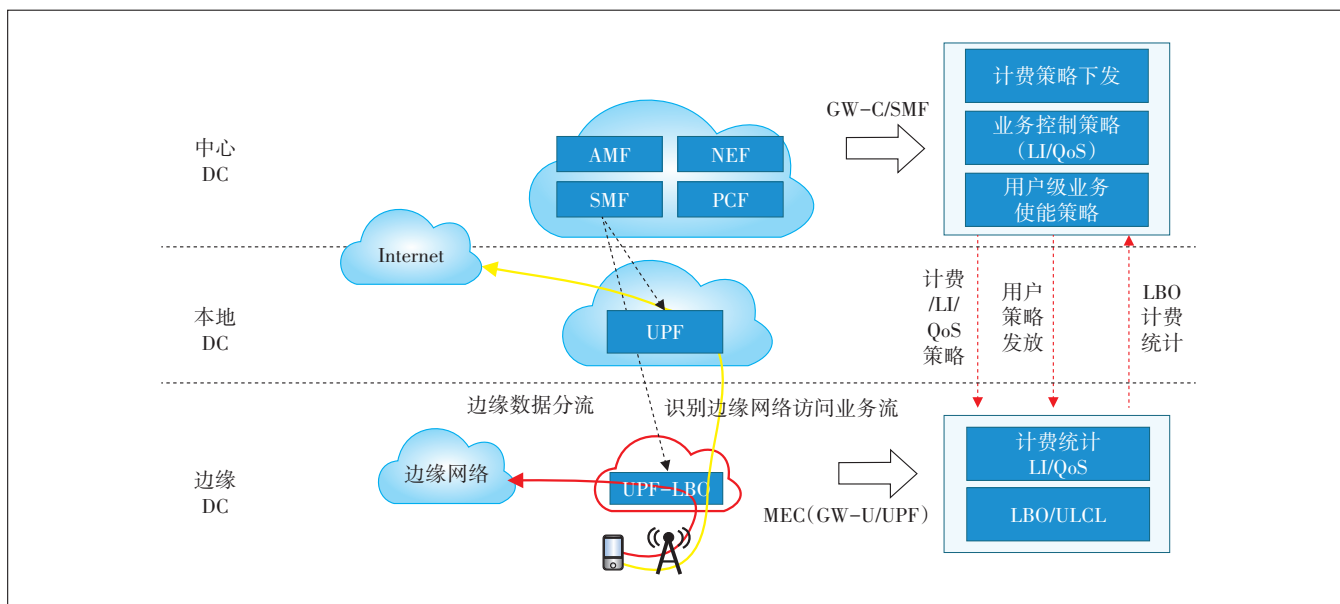 中心
DC
AMF
NEF
SMF
PCF
GW-C/SMF
计费策略下发
业务控制策略
(LI/QoS)
用户级业务
使能策略
Internet
本地
DC
UPF
计费
/LI/
QoS
策略
用户
策略
发放
LBO
计费
统计
边缘数据分流
识别边缘网络访问业务流
边缘
DC
边缘网络
UPF-LBO
MEC(GW-U/UPF)
计费统计
LI/QoS
LBO/ULCL